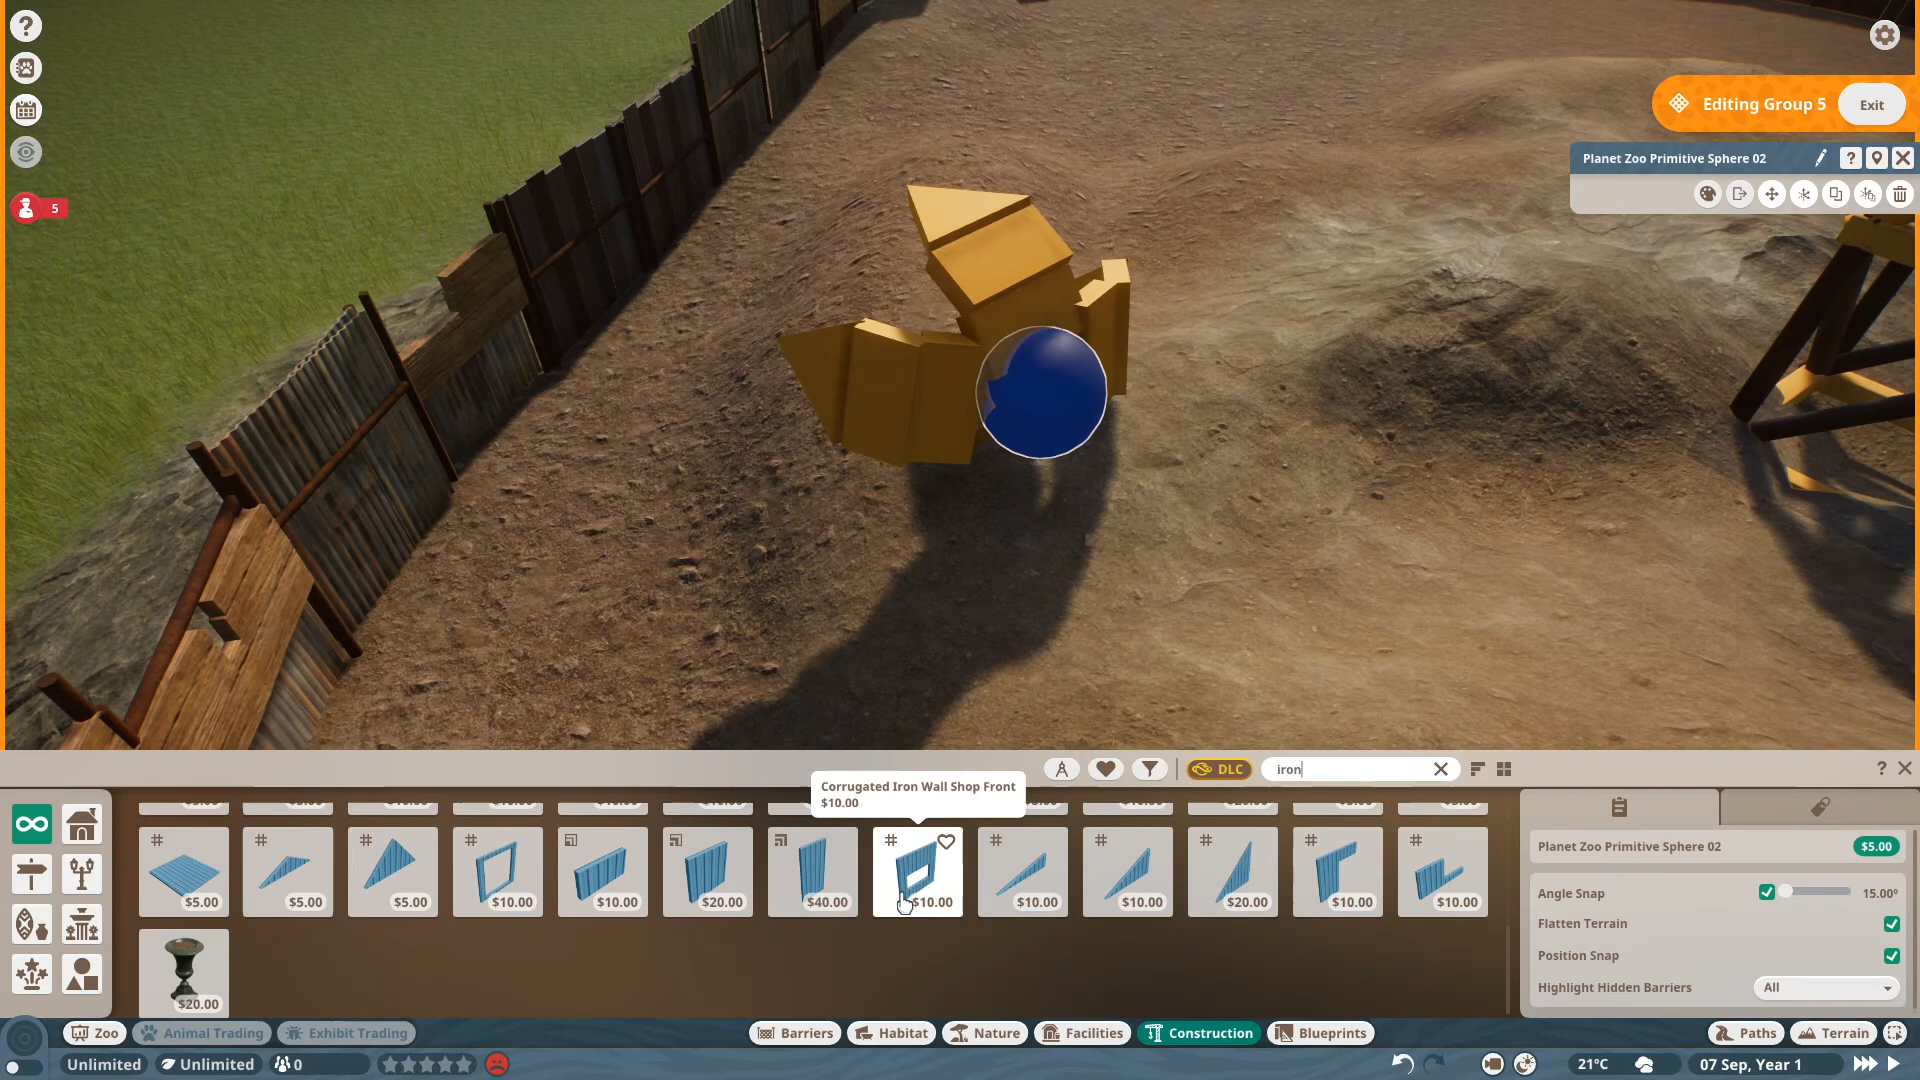 ?
Editing Group 5
Exit
Planet Zoo Primitive Sphere 02
?
5
DLC
iron
?
Corrugated Iron Wall Shop Front
$10.00
$5.00
$5.00
$5.00
$10.00
$10.00
$20.00
$40.00
$10.00
$10.00
$10.00
$20.00
$10.00
$10.00
$20.00
Planet Zoo Primitive Sphere 02
$5.00
Angle Snap
15.00°
Flatten Terrain
Position Snap
Highlight Hidden Barriers
All
Zoo
Animal Trading
Exhibit Trading
Barriers
Habitat
Nature
Facilities
Construction
Blueprints
Paths
Terrain
Unlimited
Unlimited
0
21°C
07 Sep, Year 1